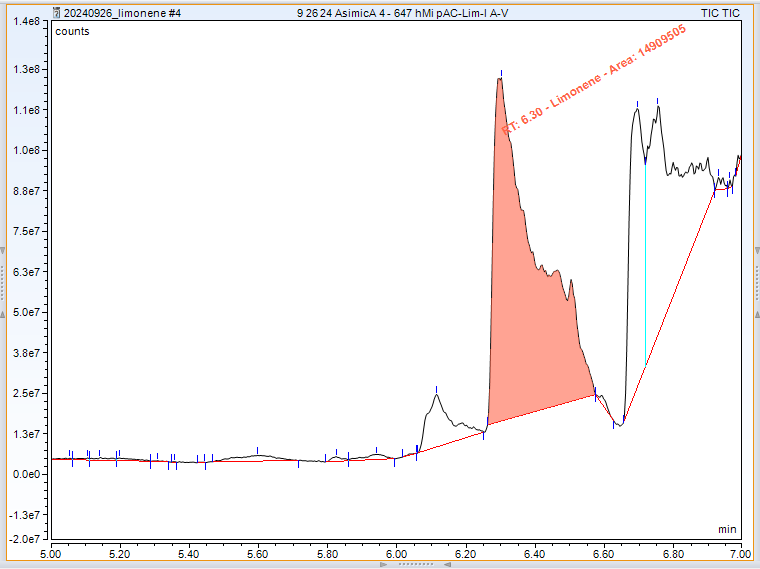 20240926_limonene #4
9 26 24 AsimicA 4 - 647 hMi pAC-Lim-I A-V
TIC TIC
1.4e8
counts
RT: 6.30 - Limonene - Area: 14909505
1.3e8
1.1e8
1.0e8
8.8e7
7.5e7
6.3e7
5.0e7
3.8e7
2.5e7
1.3e7
0.0e0
-1.3e7
-2.0e7
min
5.00 5.20 5.40 5.60 5.80 6.00 6.20 6.40 6.60 6.80 7.00